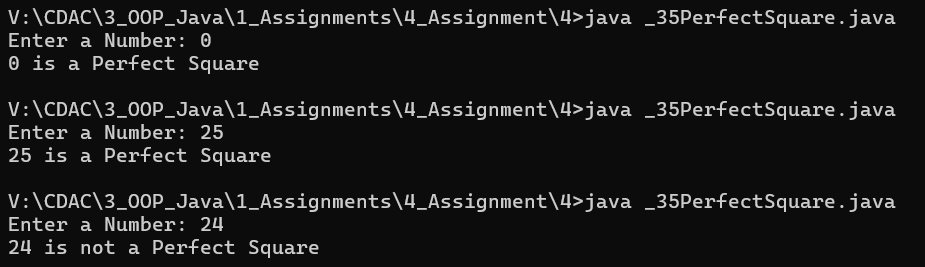 V:\CDAC\3_OOP_Java\1_Assignments\4_Assignment\4>java _35PerfectSquare.java
Enter a Number: 0
0 is a Perfect Square
V:\CDAC\3_OOP_Java\1_Assignments\4_Assignment\4>java _35PerfectSquare.java
Enter a Number: 25
25 is a Perfect Square
V:\CDAC\3_OOP_Java\1_Assignments\4_Assignment\4>java _35PerfectSquare.java
Enter a Number: 24
24 is not a Perfect Square